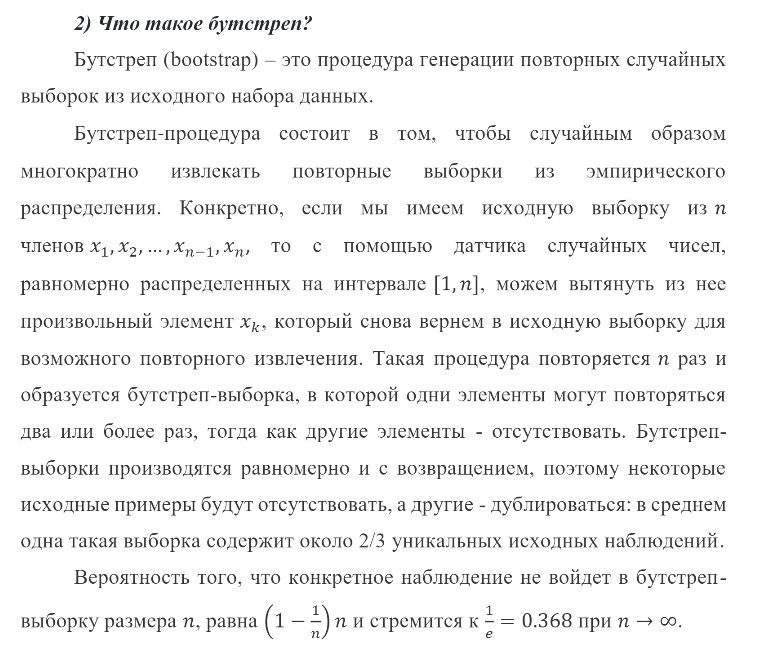 2) Что такое бутстреп?
Бутстреп (bootstrap) – это процедура генерации повторных случайных
выборок из исходного набора данных.
Бутстреп-процедура состоит в том, чтобы случайным образом
многократно извлекать повторные выборки из эмпирического
распределения. Конкретно, если мы имеем исходную выборку из n
членов x₁, x₂, … , xₙ₋₁, xₙ, то с помощью датчика случайных чисел,
равномерно распределенных на интервале [1, n], можем вытянуть из нее
произвольный элемент xₖ, который снова вернем в исходную выборку для
возможного повторного извлечения. Такая процедура повторяется n раз и
образуется бутстреп-выборка, в которой одни элементы могут повторяться
два или более раз, тогда как другие элементы - отсутствовать. Бутстреп-
выборки производятся равномерно и с возвращением, поэтому некоторые
исходные примеры будут отсутствовать, а другие - дублироваться: в среднем
одна такая выборка содержит около 2/3 уникальных исходных наблюдений.
Вероятность того, что конкретное наблюдение не войдет в бутстреп-
выборку размера n, равна (1 − 1/n) n и стремится к 1/e = 0.368 при n → ∞.